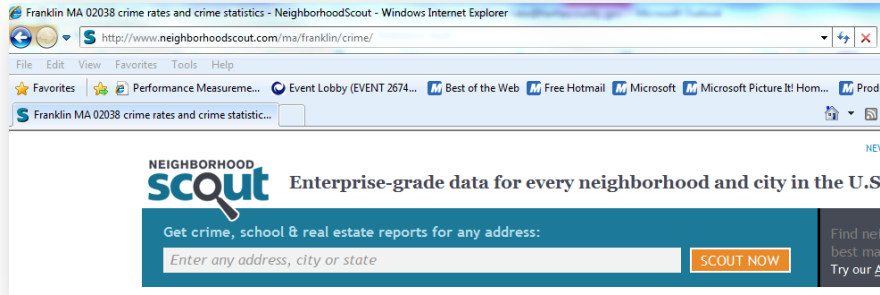 Franklin MA 02038 crime rates and crime statistics - NeighborhoodScout - Windows Internet Explorer
http://www.neighborhoodscout.com/ma/franklin/crime/
File Edit View Favorites Tools Help
Favorites Performance Measureme... Event Lobby (EVENT 2674... Best of the Web Free Hotmail Microsoft Microsoft Picture It! Hom... Prod
Franklin MA 02038 crime rates and crime statistic...
NE
NEIGHBORHOOD
scout Enterprise-grade data for every neighborhood and city in the U.S
Get crime, school & real estate reports for any address:
Enter any address, city or state SCOUT NOW
Find nei
best ma
Try our A